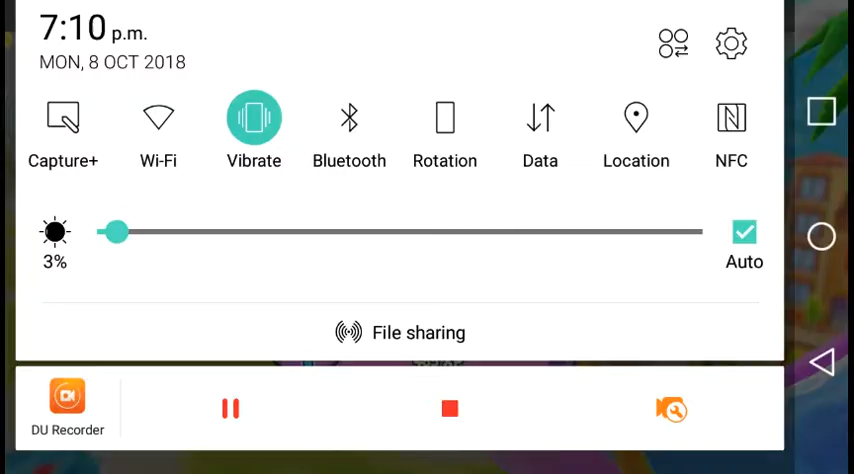 7:10 p.m.
MON, 8 OCT 2018
Capture+ Wi-Fi Vibrate Bluetooth Rotation Data Location NFC
3% Auto
File sharing
DU Recorder